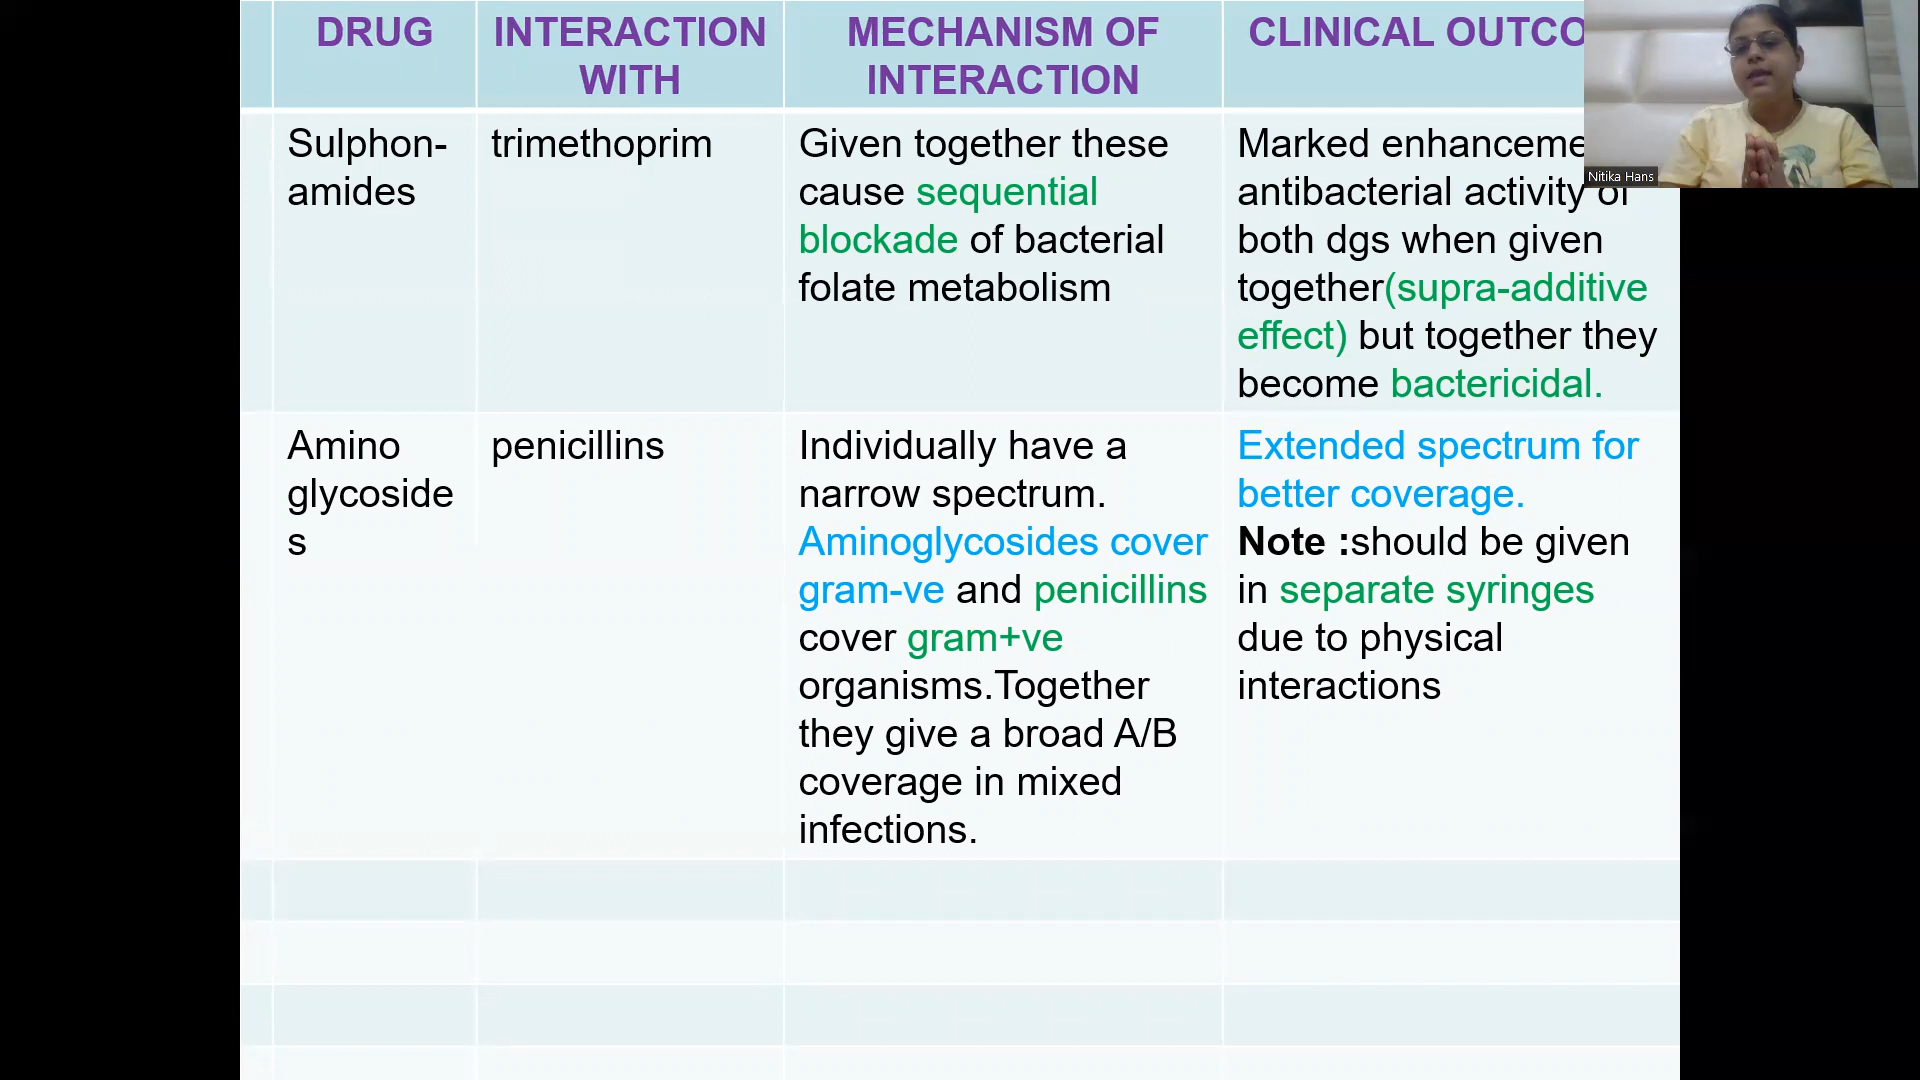 DRUG
INTERACTION
WITH
MECHANISM OF
INTERACTION
CLINICAL
Sulphon-
amides
trimethoprim
Given together these
cause sequential
blockade of bacterial
folate metabolism
Marked
antibacterial activity of
both dgs when given
together(supra-additive
effect) but together they
become bactericidal.
Amino
glycoside
s
penicillins
Individually have a
narrow spectrum.
Aminoglycosides cover
gram-ve and penicillins
cover gram+ve
organisms.Together
they give a broad A/B
coverage in mixed
infections.
Extended spectrum for
better coverage.
Note :should be given
in separate syringes
due to physical
interactions
Nitika Hans